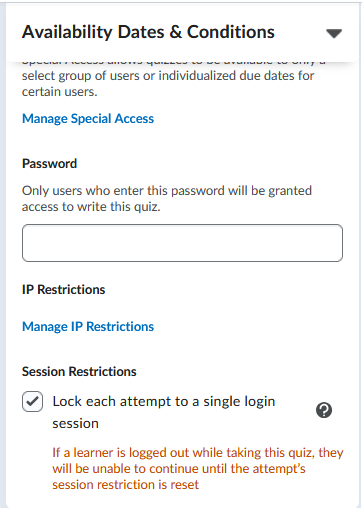 Availability Dates & Conditions
Special Access allows quizzes to be available to only a
select group of users or individualized due dates for
certain users.
Manage Special Access
Password
Only users who enter this password will be granted
access to write this quiz.
IP Restrictions
Manage IP Restrictions
Session Restrictions
Lock each attempt to a single login
session
If a learner is logged out while taking this quiz, they
will be unable to continue until the attempt's
session restriction is reset